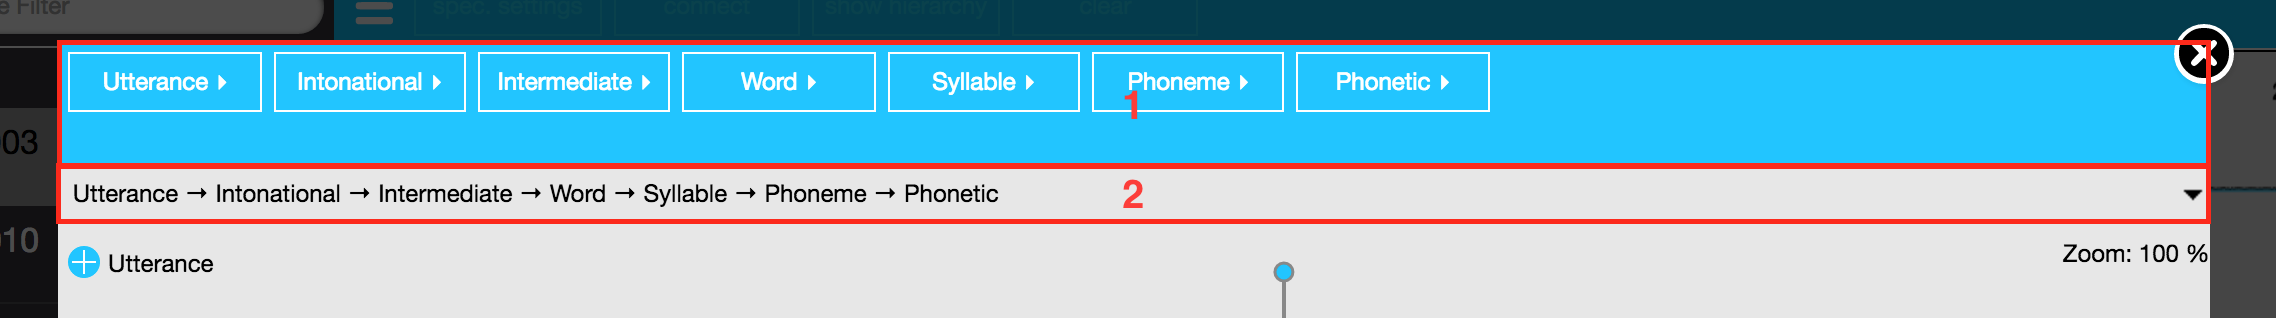 e Filter
spec. settings connect show hierarchy clear
Utterance Intonational Intermediate Word Syllable Phoneme Phonetic
1
03
Utterance → Intonational → Intermediate → Word → Syllable → Phoneme → Phonetic
2
10
Utterance
Zoom: 100 %